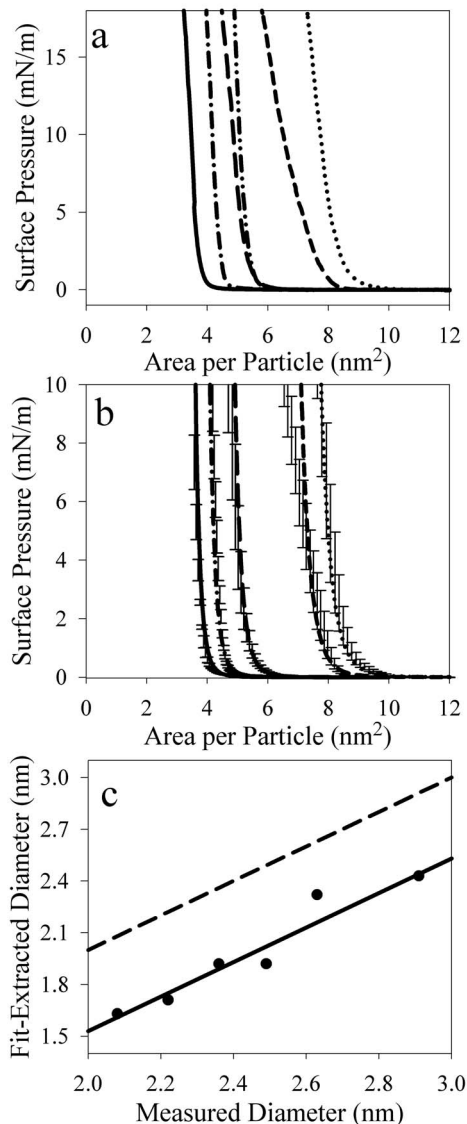 a
Surface Pressure (mN/m)
15
10
5
0
0 2 4 6 8 10 12
Area per Particle (nm²)
b
Surface Pressure (mN/m)
10
8
6
4
2
0
0 2 4 6 8 10 12
Area per Particle (nm²)
c
Fit-Extracted Diameter (nm)
3.0
2.7
2.4
2.1
1.8
1.5
2.0 2.2 2.4 2.6 2.8 3.0
Measured Diameter (nm)